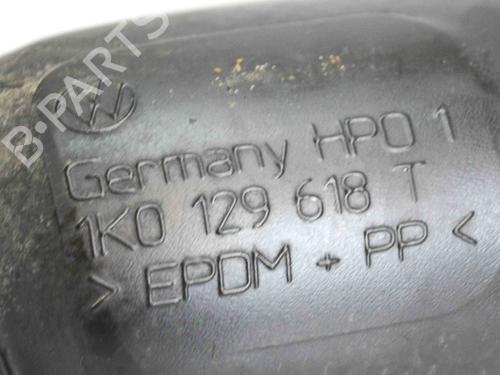 B-PARTS
Germany HPO 1
1K0 129 618 T
> EPDM + PP <